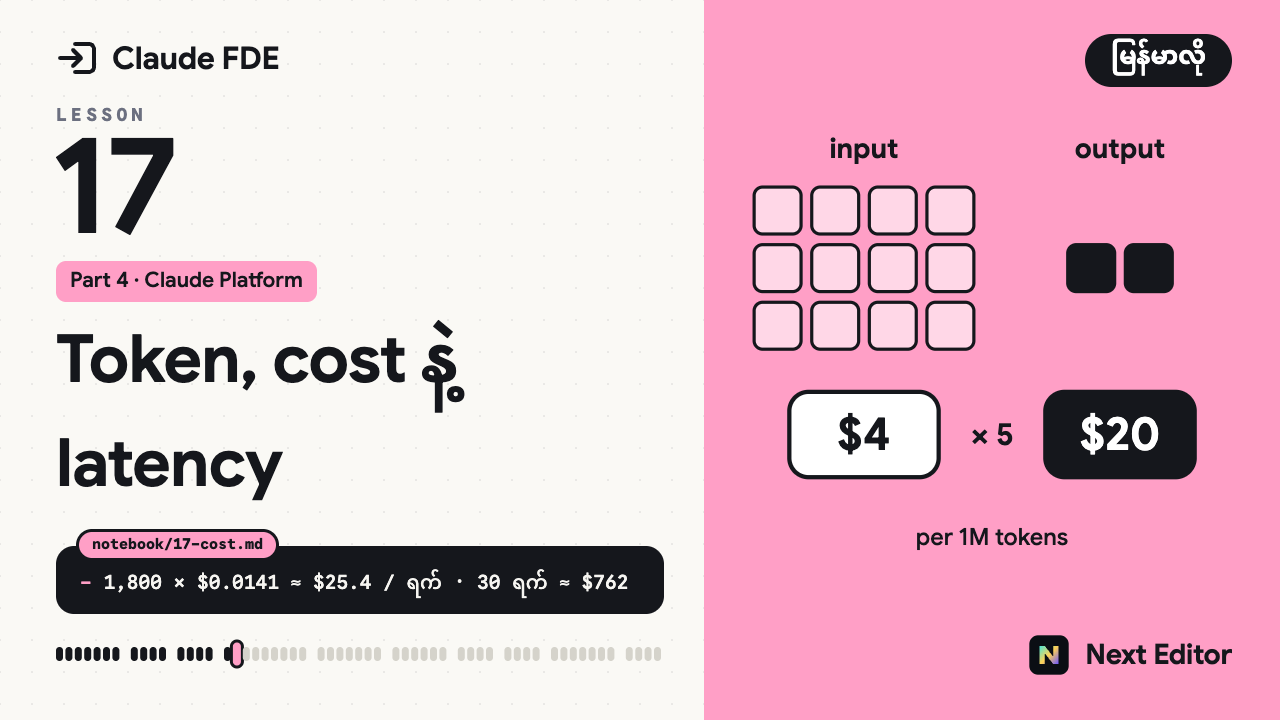 Claude FDE
LESSON
17
Part 4 · Claude Platform
Token, cost နဲ့
latency
notebook/17-cost.md
– 1,800 × $0.0141 ≈ $25.4 / ရက် · 30 ရက် ≈ $762
မြန်မာလို
input output
$4 × 5 $20
per 1M tokens
N Next Editor